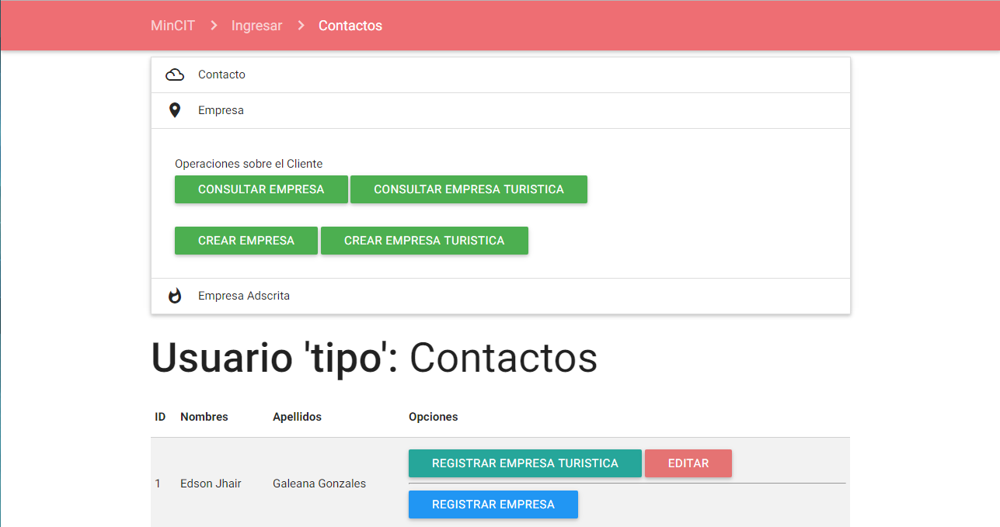 MinCIT > Ingresar > Contactos
Contacto
Empresa
Operaciones sobre el Cliente
CONSULTAR EMPRESA CONSULTAR EMPRESA TURISTICA
CREAR EMPRESA CREAR EMPRESA TURISTICA
Empresa Adscrita
Usuario 'tipo': Contactos
ID Nombres Apellidos Opciones
REGISTRAR EMPRESA TURISTICA EDITAR
1 Edson Jhair Galeana Gonzales
REGISTRAR EMPRESA